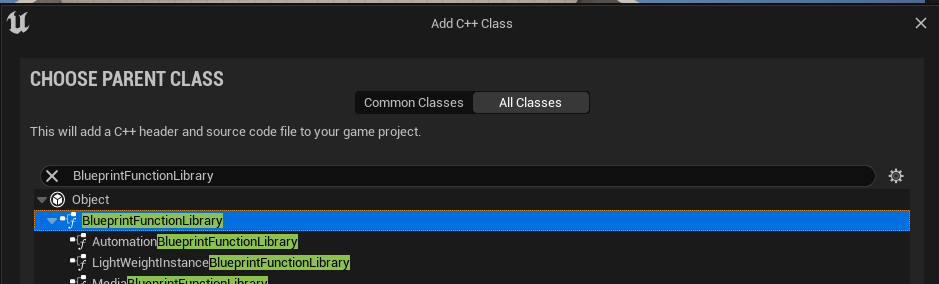 Add C++ Class
CHOOSE PARENT CLASS
Common Classes
All Classes
This will add a C++ header and source code file to your game project.
BlueprintFunctionLibrary
Object
BlueprintFunctionLibrary
AutomationBlueprintFunctionLibrary
LightWeightInstanceBlueprintFunctionLibrary
MediaBlueprintFunctionLibrary